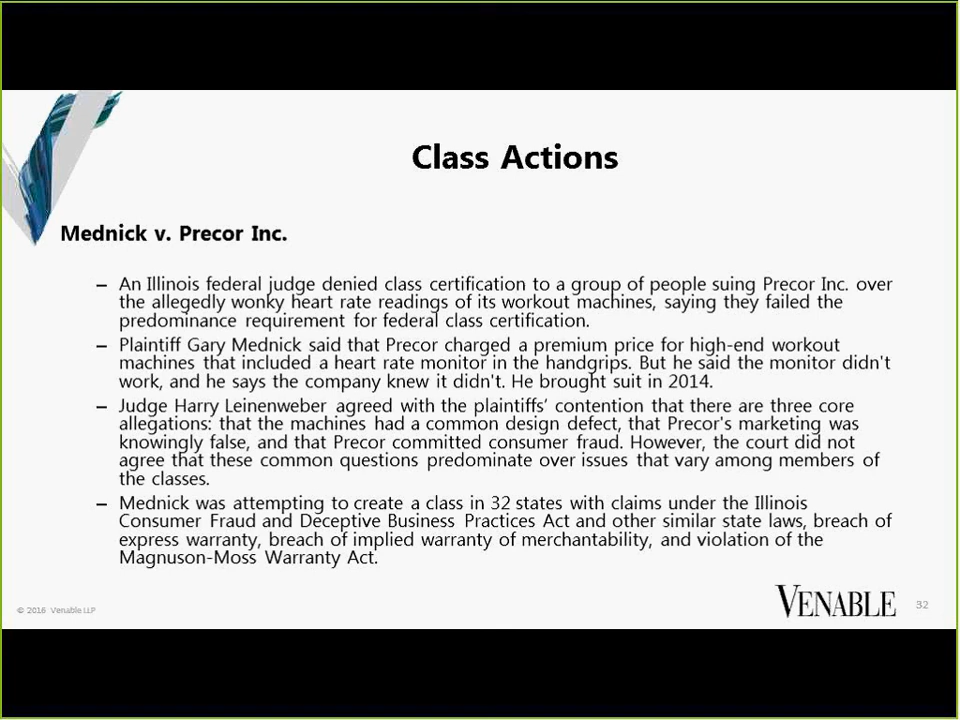 Class Actions
Mednick v. Precor Inc.
– An Illinois federal judge denied class certification to a group of people suing Precor Inc. over
the allegedly wonky heart rate readings of its workout machines, saying they failed the
predominance requirement for federal class certification.
– Plaintiff Gary Mednick said that Precor charged a premium price for high-end workout
machines that included a heart rate monitor in the handgrips. But he said the monitor didn't
work, and he says the company knew it didn't. He brought suit in 2014.
– Judge Harry Leinenweber agreed with the plaintiffs' contention that there are three core
allegations: that the machines had a common design defect, that Precor's marketing was
knowingly false, and that Precor committed consumer fraud. However, the court did not
agree that these common questions predominate over issues that vary among members of
the classes.
– Mednick was attempting to create a class in 32 states with claims under the Illinois
Consumer Fraud and Deceptive Business Practices Act and other similar state laws, breach of
express warranty, breach of implied warranty of merchantability, and violation of the
Magnuson-Moss Warranty Act.
© 2016 Venable LLP
VENABLE
32